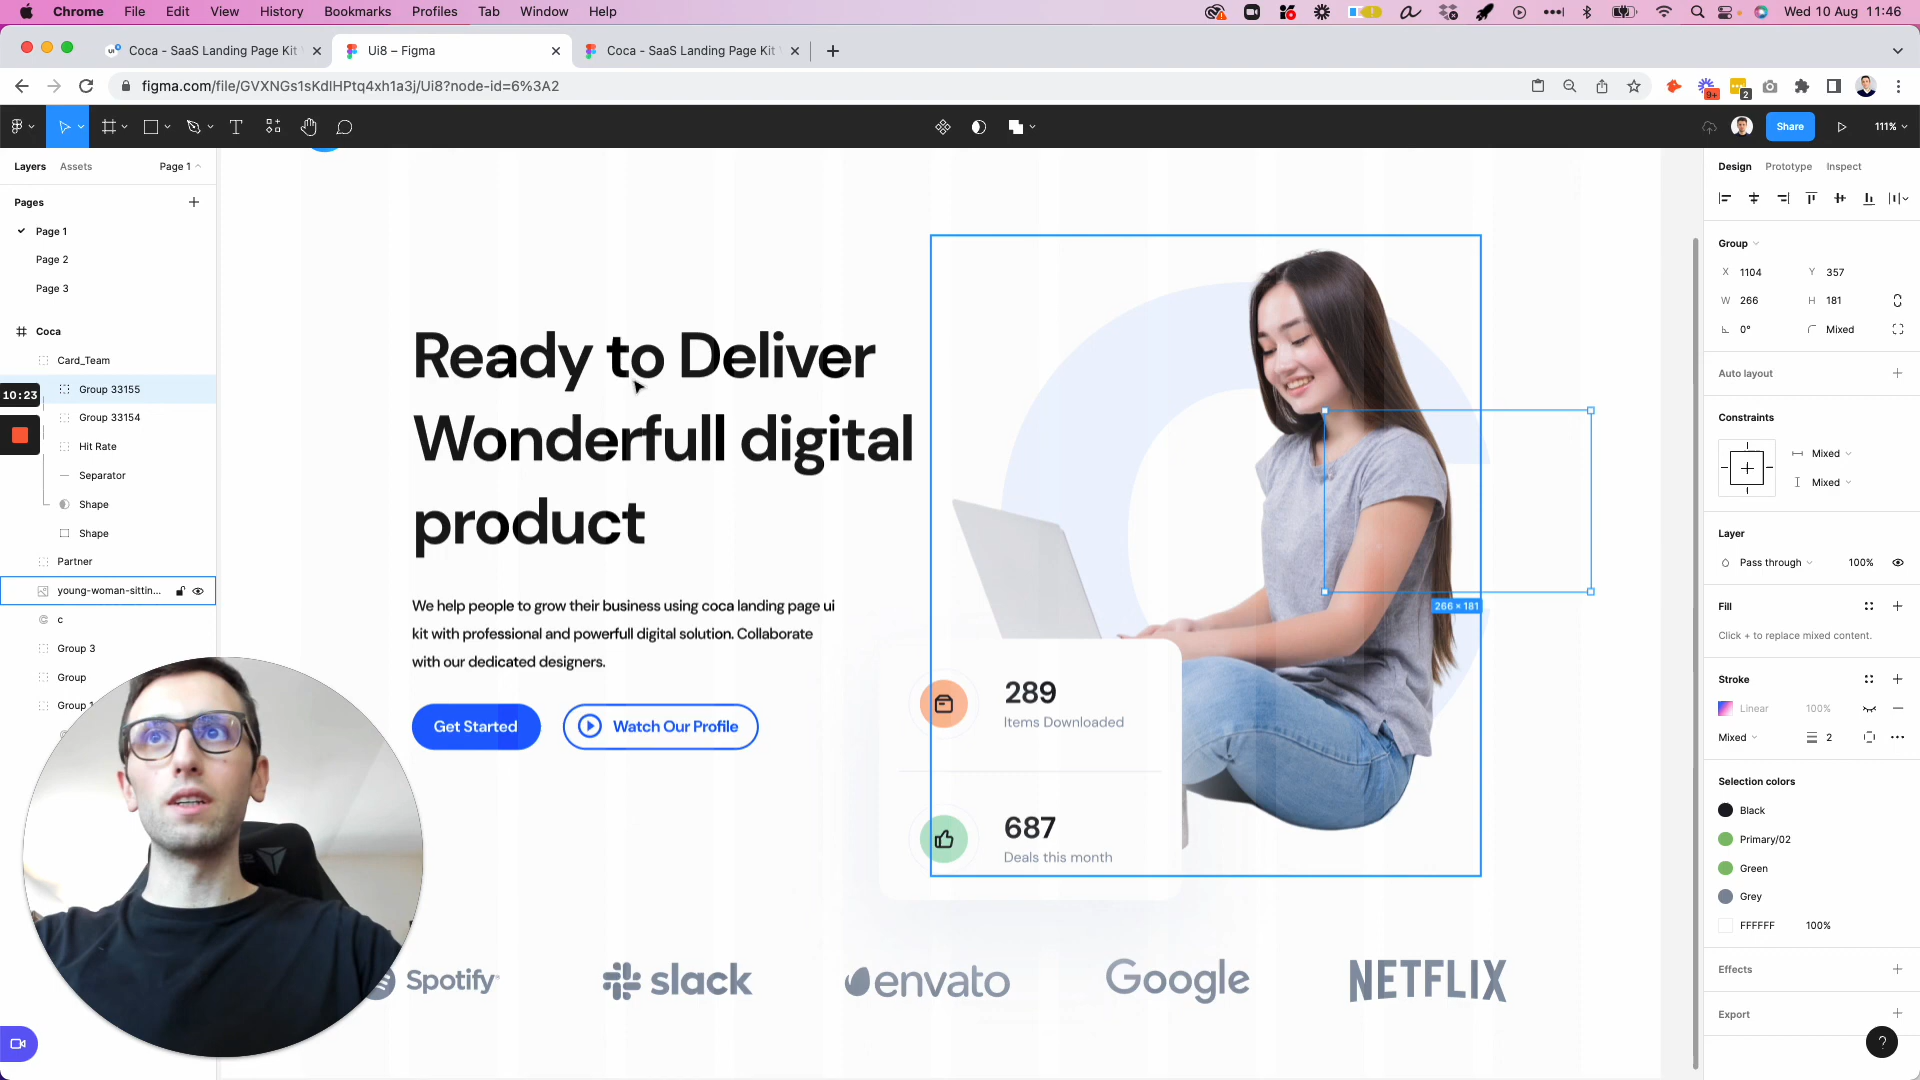 Chrome File Edit View History Bookmarks Profiles Tab Window Help Wed 10 Aug 11:46
Coca - SaaS Landing Page Kit Ui8 – Figma Coca - SaaS Landing Page Kit
figma.com/file/GVXNGs1sKdlHPtq4xh1a3j/Ui8?node-id=6%3A2 9+ 2
Share 111%
Layers Assets Page 1
Pages
Page 1
Page 2
Page 3
Coca
Card_Team
Group 33155
10:23
Group 33154
Hit Rate
Separator
Shape
Shape
Partner
young-woman-sittin...
c
Group 3
Group
Group 1
Ready to Deliver
Wonderfull digital
product
We help people to grow their business using coca landing page ui
kit with professional and powerfull digital solution. Collaborate
with our dedicated designers.
Get Started Watch Our Profile
289
Items Downloaded
687
Deals this month
266 × 181
Spotify slack envato Google NETFLIX
Design Prototype Inspect
Group
X 1104 Y 357
W 266 H 181
0° Mixed
Auto layout
Constraints
Mixed
Mixed
Layer
Pass through 100%
Fill
Click + to replace mixed content.
Stroke
Linear 100%
Mixed 2
Selection colors
Black
Primary/02
Green
Grey
FFFFFF 100%
Effects
Export
?